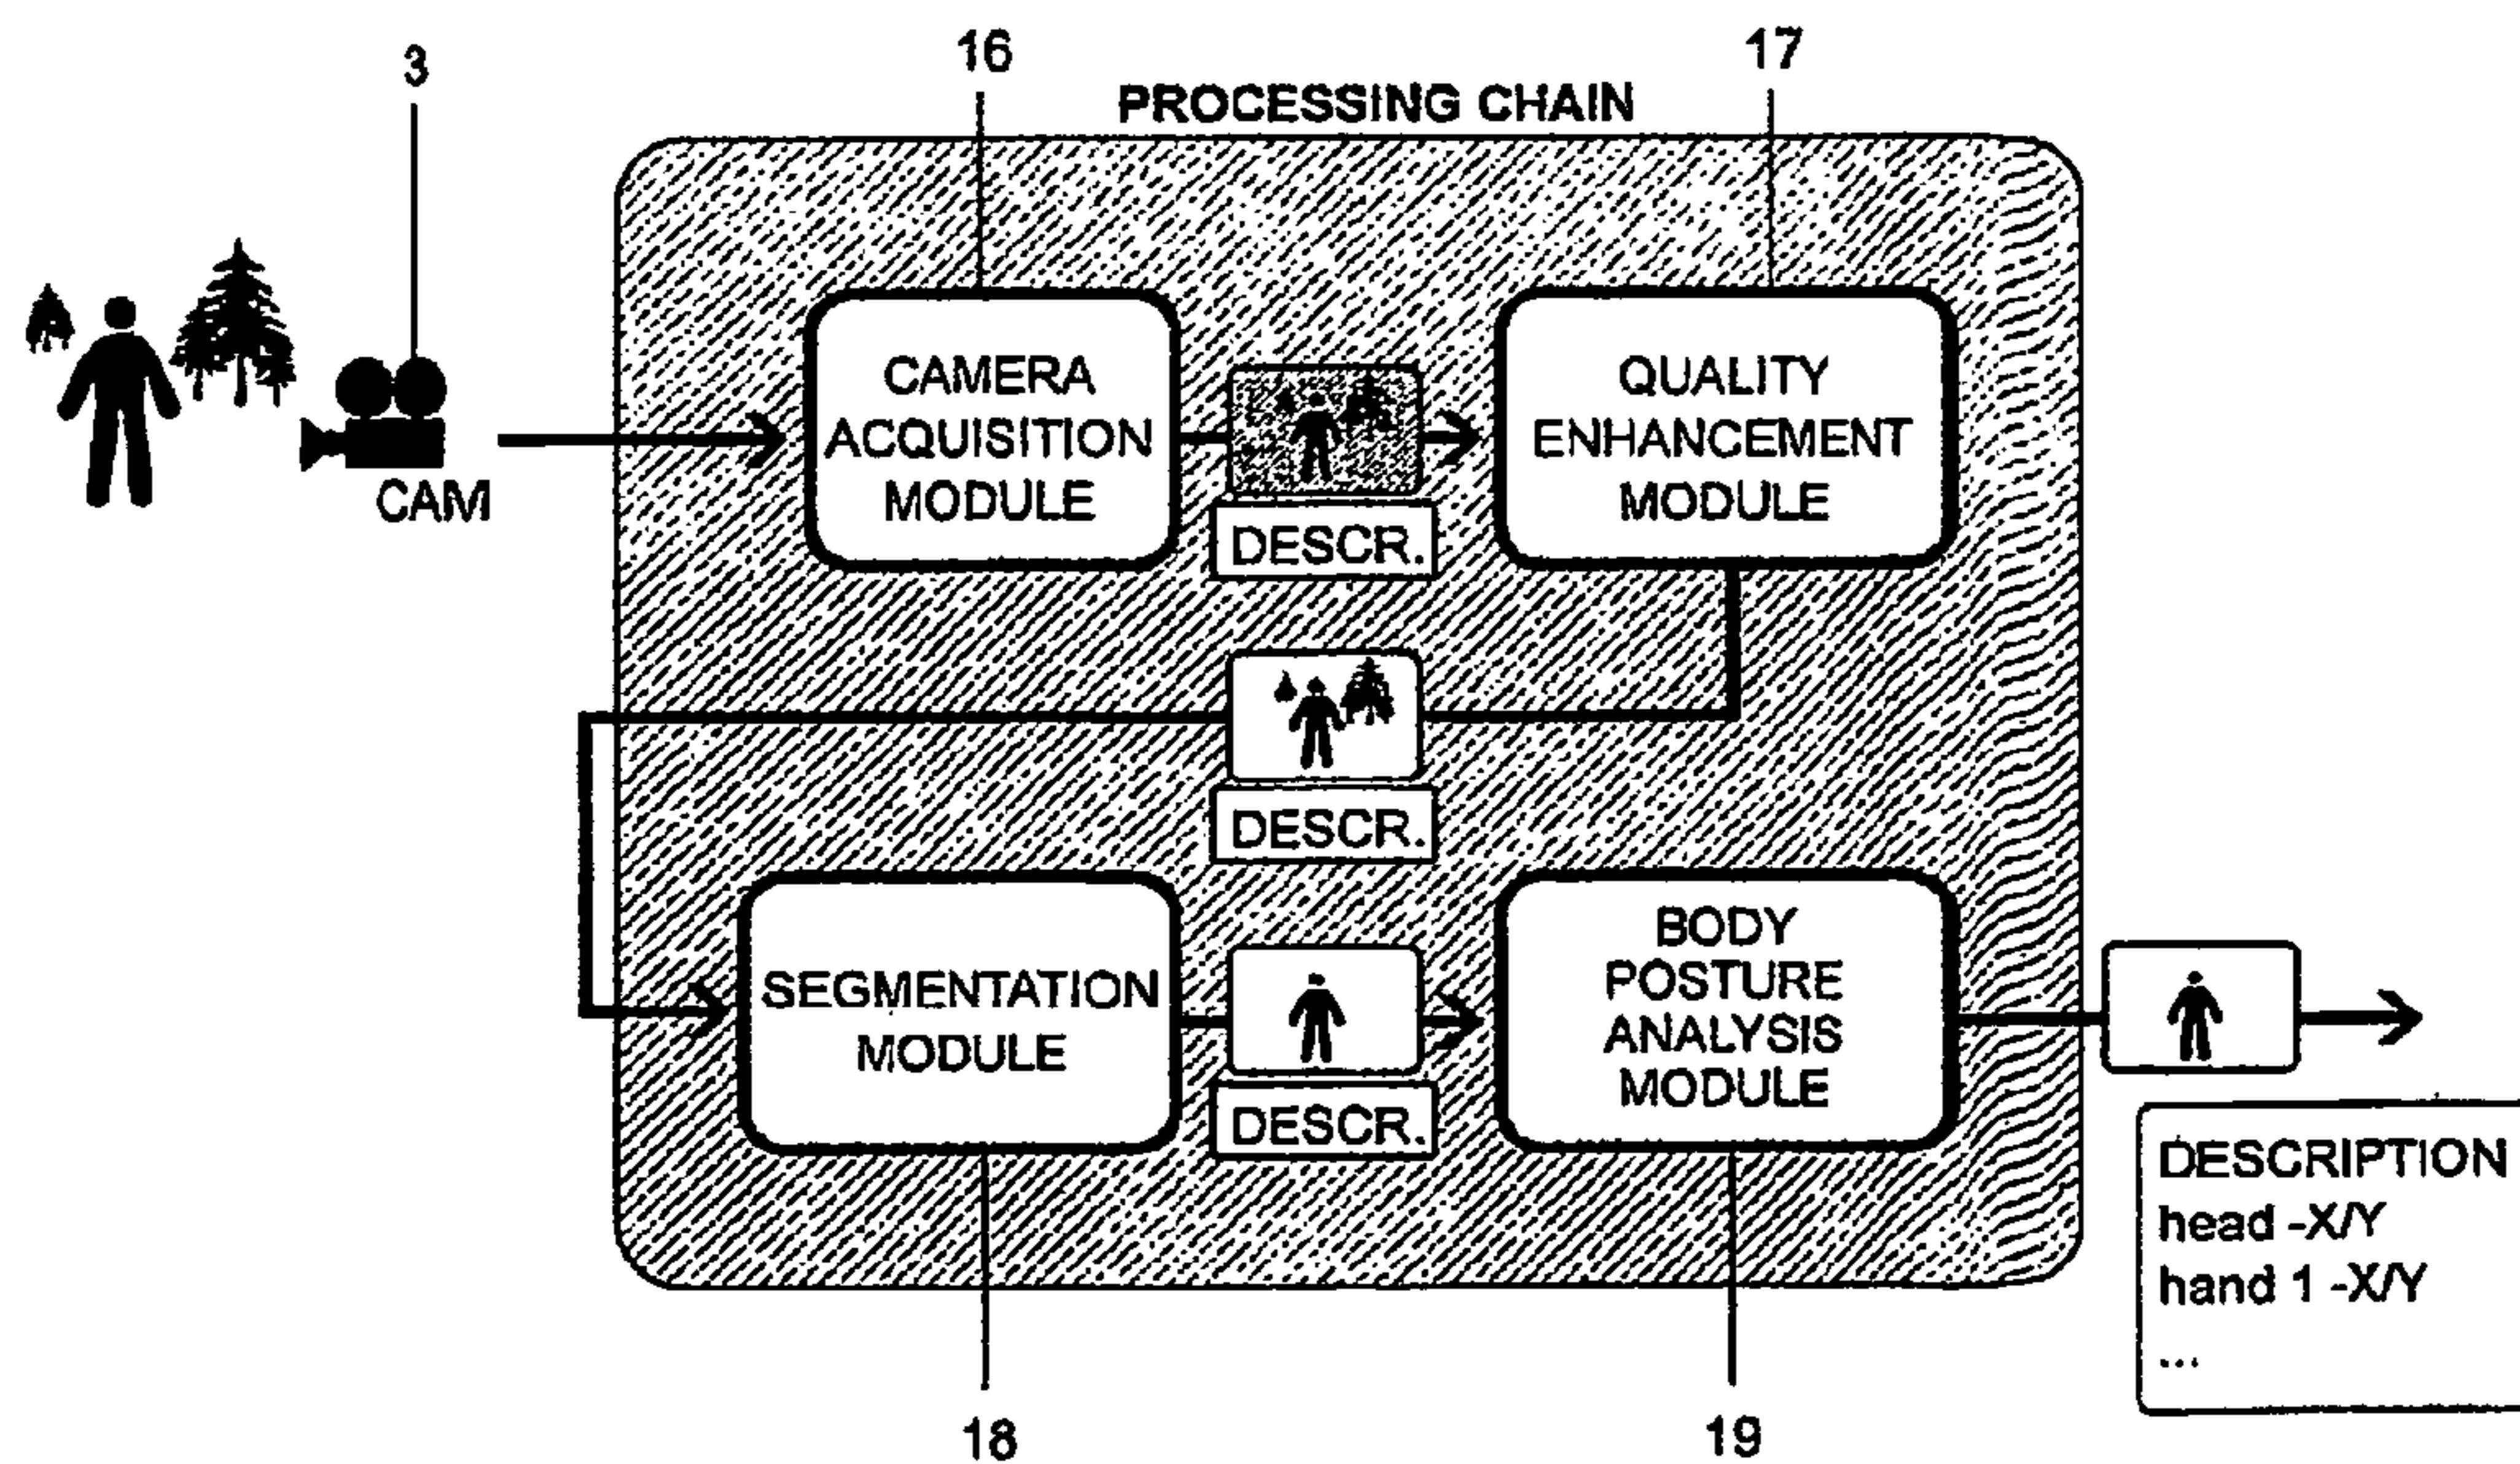 3
16
17
PROCESSING CHAIN
CAMERA
ACQUISITION
MODULE
QUALITY
ENHANCEMENT
MODULE
CAM
DESCR.
DESCR.
SEGMENTATION
MODULE
BODY
POSTURE
ANALYSIS
MODULE
DESCR.
DESCRIPTION
head -X/Y
hand 1 -X/Y
...
18
19